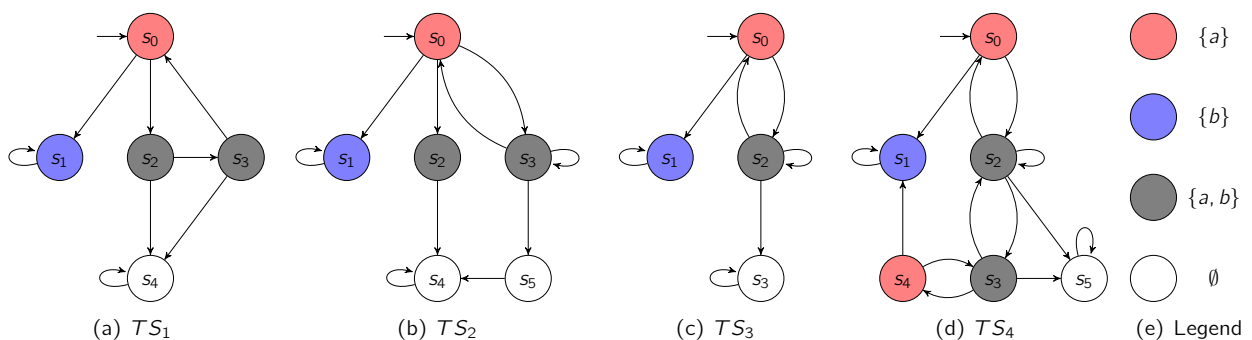 s0 s0 s0 s0 {a}
s1 s2 s3 s1 s2 s3 s1 s2 s1 s2 {b}
{a, b}
s4 s4 s5 s3 s4 s3 s5 ∅
(a) TS1 (b) TS2 (c) TS3 (d) TS4 (e) Legend